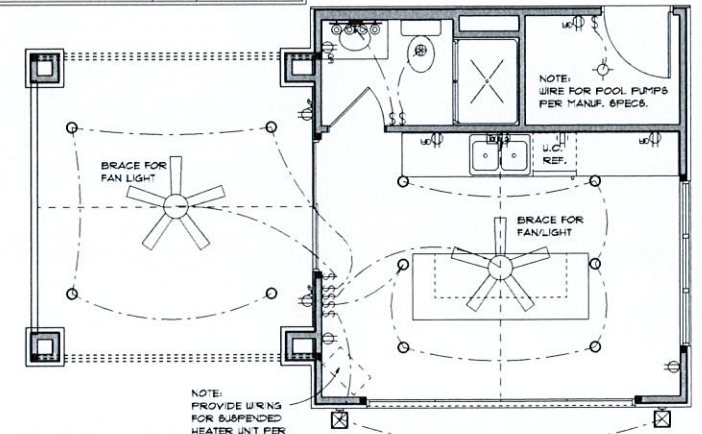 NOTE:
WIRE FOR POOL PUMPS
PER MANUF. SPECS.
U.C.
REF.
BRACE FOR
FAN LIGHT
BRACE FOR
FAN/LIGHT
NOTE:
PROVIDE WIRING
FOR SUSPENDED
HEATER UNIT PER